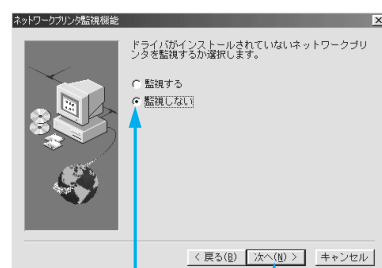 ネットワークプリンタ監視機能
ドライバがインストールされていないネットワークプリ
ンタを監視するか選択します。
監視する
監視しない
< 戻る(B)
次へ(N) >
キャンセル